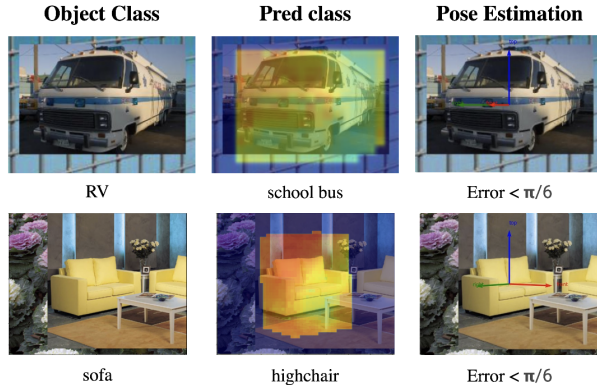 Object Class Pred class Pose Estimation
RV school bus Error < π/6
sofa highchair Error < π/6